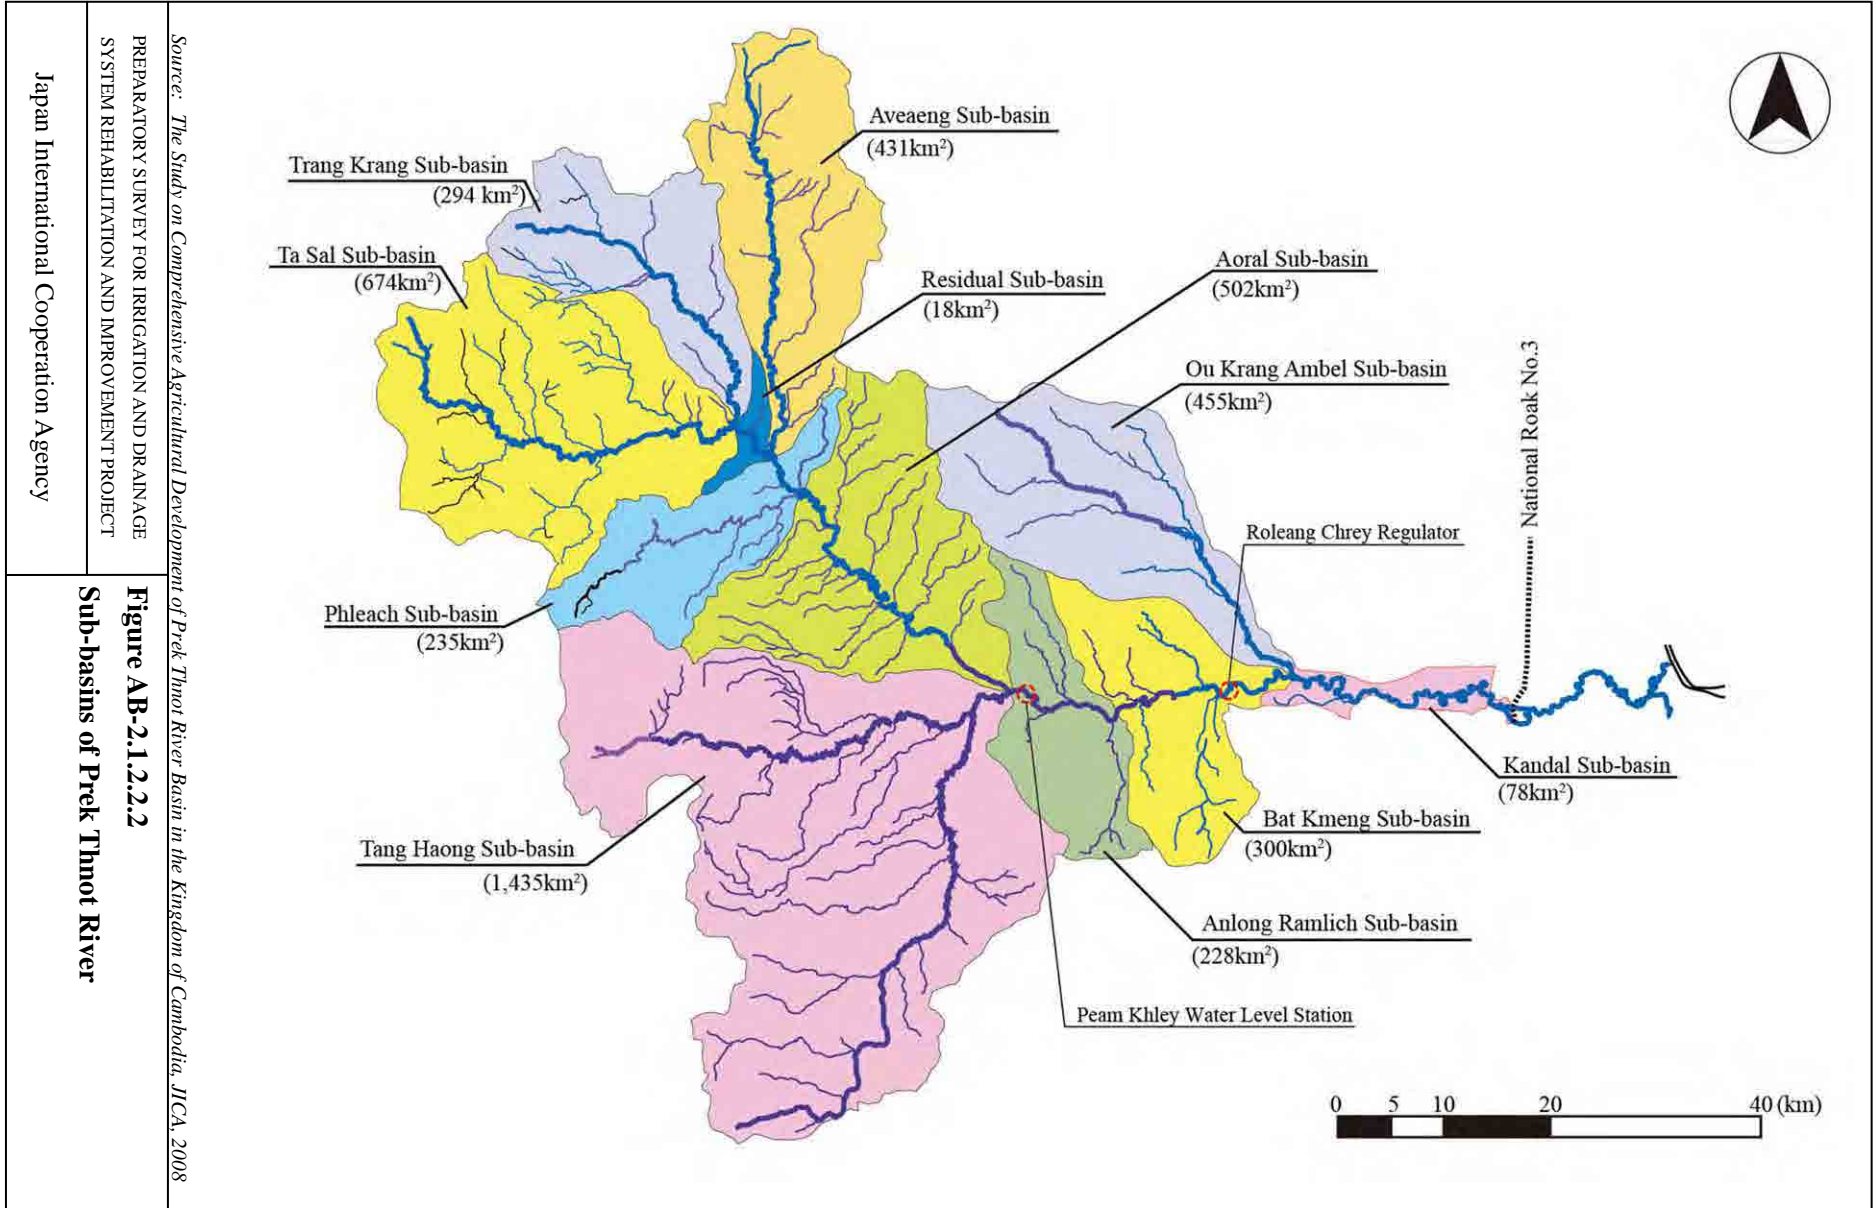 Aveaeng Sub-basin
(431km²)
Trang Krang Sub-basin
(294 km²)
Ta Sal Sub-basin
(674km²)
Residual Sub-basin
(18km²)
Aoral Sub-basin
(502km²)
Ou Krang Ambel Sub-basin
(455km²)
National Roak No.3
Roleang Chrey Regulator
Phleach Sub-basin
(235km²)
Kandal Sub-basin
(78km²)
Bat Kmeng Sub-basin
(300km²)
Tang Haong Sub-basin
(1,435km²)
Anlong Ramlich Sub-basin
(228km²)
Peam Khley Water Level Station
0 5 10 20 40 (km)
Source: The Study on Comprehensive Agricultural Development of Prek Thnot River Basin in the Kingdom of Cambodia, JICA, 2008
PREPARATORY SURVEY FOR IRRIGATION AND DRAINAGE
SYSTEM REHABILITATION AND IMPROVEMENT PROJECT
Japan International Cooperation Agency
Figure AB-2.1.2.2.2
Sub-basins of Prek Thnot River